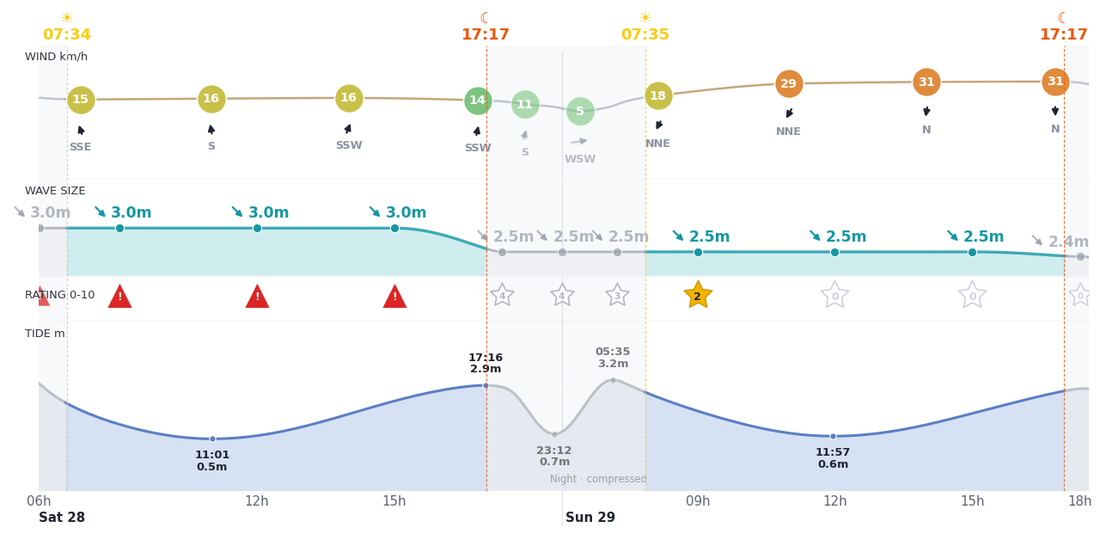 07:34
17:17
07:35
17:17
WIND km/h
15
16
16
14
11
5
18
29
31
31
SSE
S
SSW
SSW
S
WSW
NNE
NNE
N
N
WAVE SIZE
3.0m
3.0m
3.0m
3.0m
2.5m
2.5m
2.5m
2.5m
2.5m
2.5m
2.4m
RATING 0-10
!
!
!
4
4
3
2
0
0
0
TIDE m
17:16
2.9m
05:35
3.2m
11:01
0.5m
23:12
0.7m
11:57
0.6m
Night · compressed
06h
12h
15h
09h
12h
15h
18h
Sat 28
Sun 29